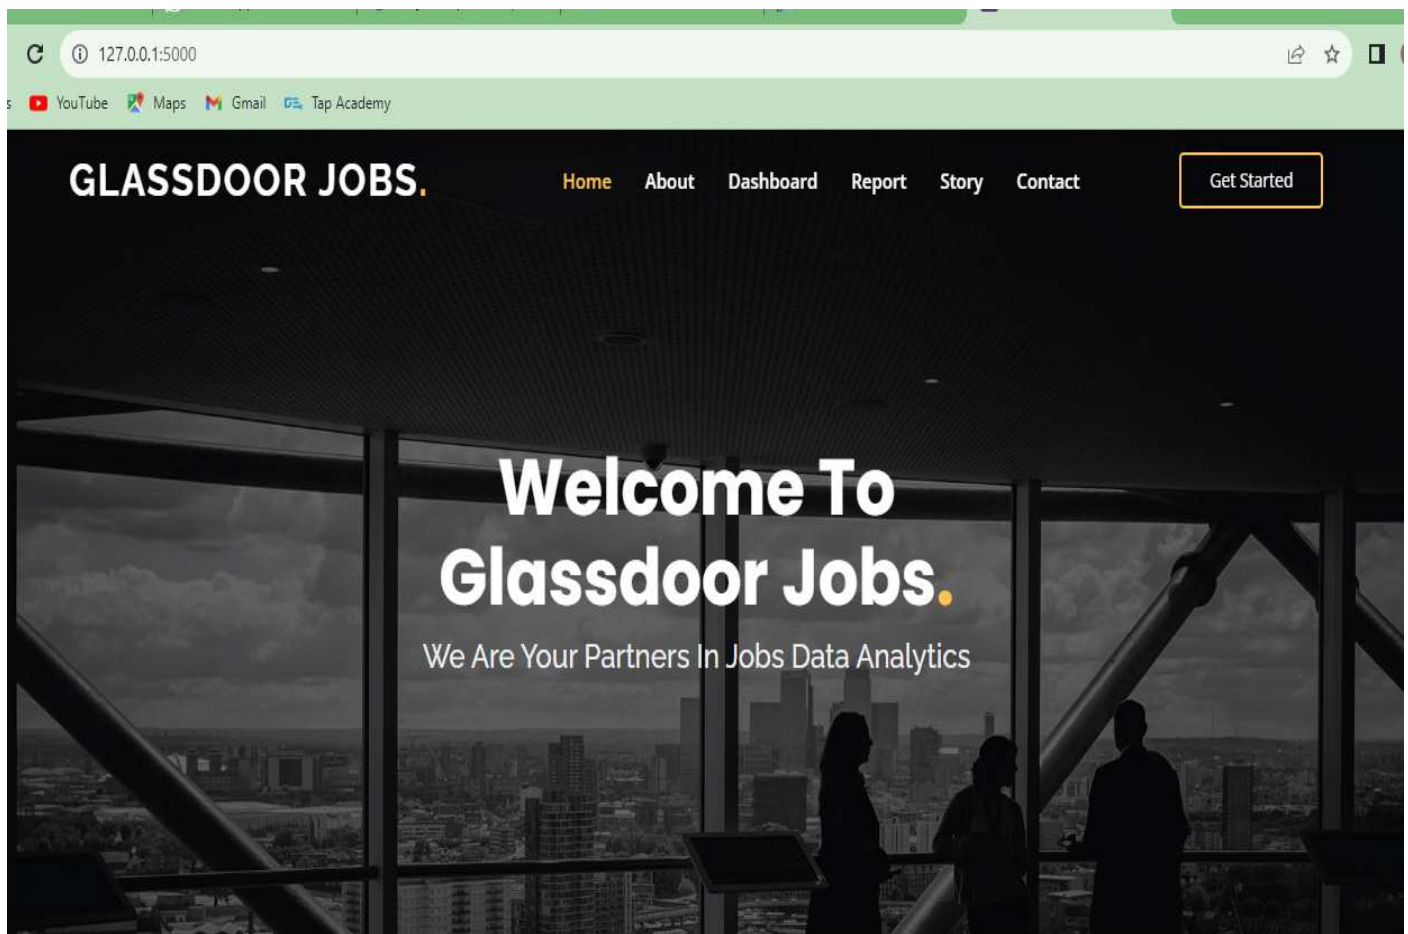 127.0.0.1:5000
YouTube Maps Gmail Tap Academy
GLASSDOOR JOBS.
Home About Dashboard Report Story Contact
Get Started
Welcome To
Glassdoor Jobs.
We Are Your Partners In Jobs Data Analytics